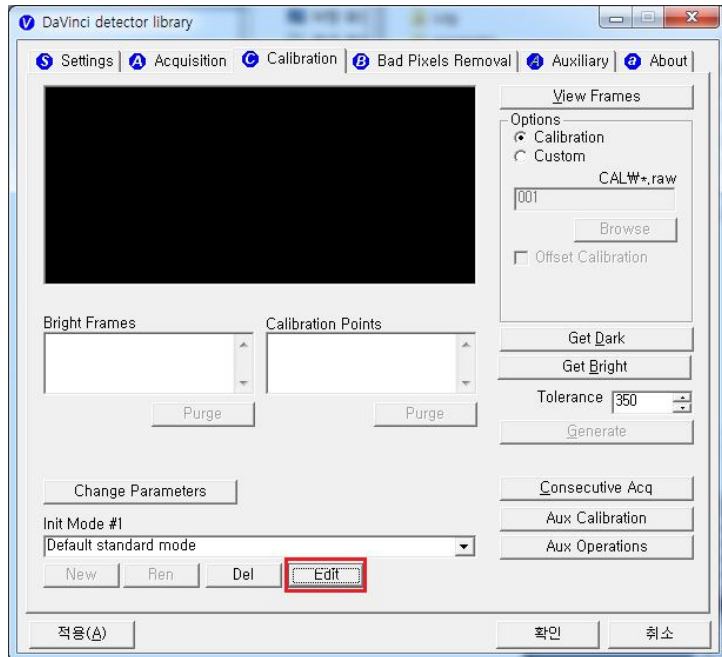 DaVinci detector library
Settings Acquisition Calibration Bad Pixels Removal Auxiliary About
View Frames
Options
Calibration
Custom
CAL₩*.raw
001
Browse
Offset Calibration
Bright Frames
Calibration Points
Purge
Purge
Get Dark
Get Bright
Tolerance 350
Generate
Change Parameters
Init Mode #1
Default standard mode
New Ren Del Edit
Consecutive Acq
Aux Calibration
Aux Operations
적용(A) 확인 취소